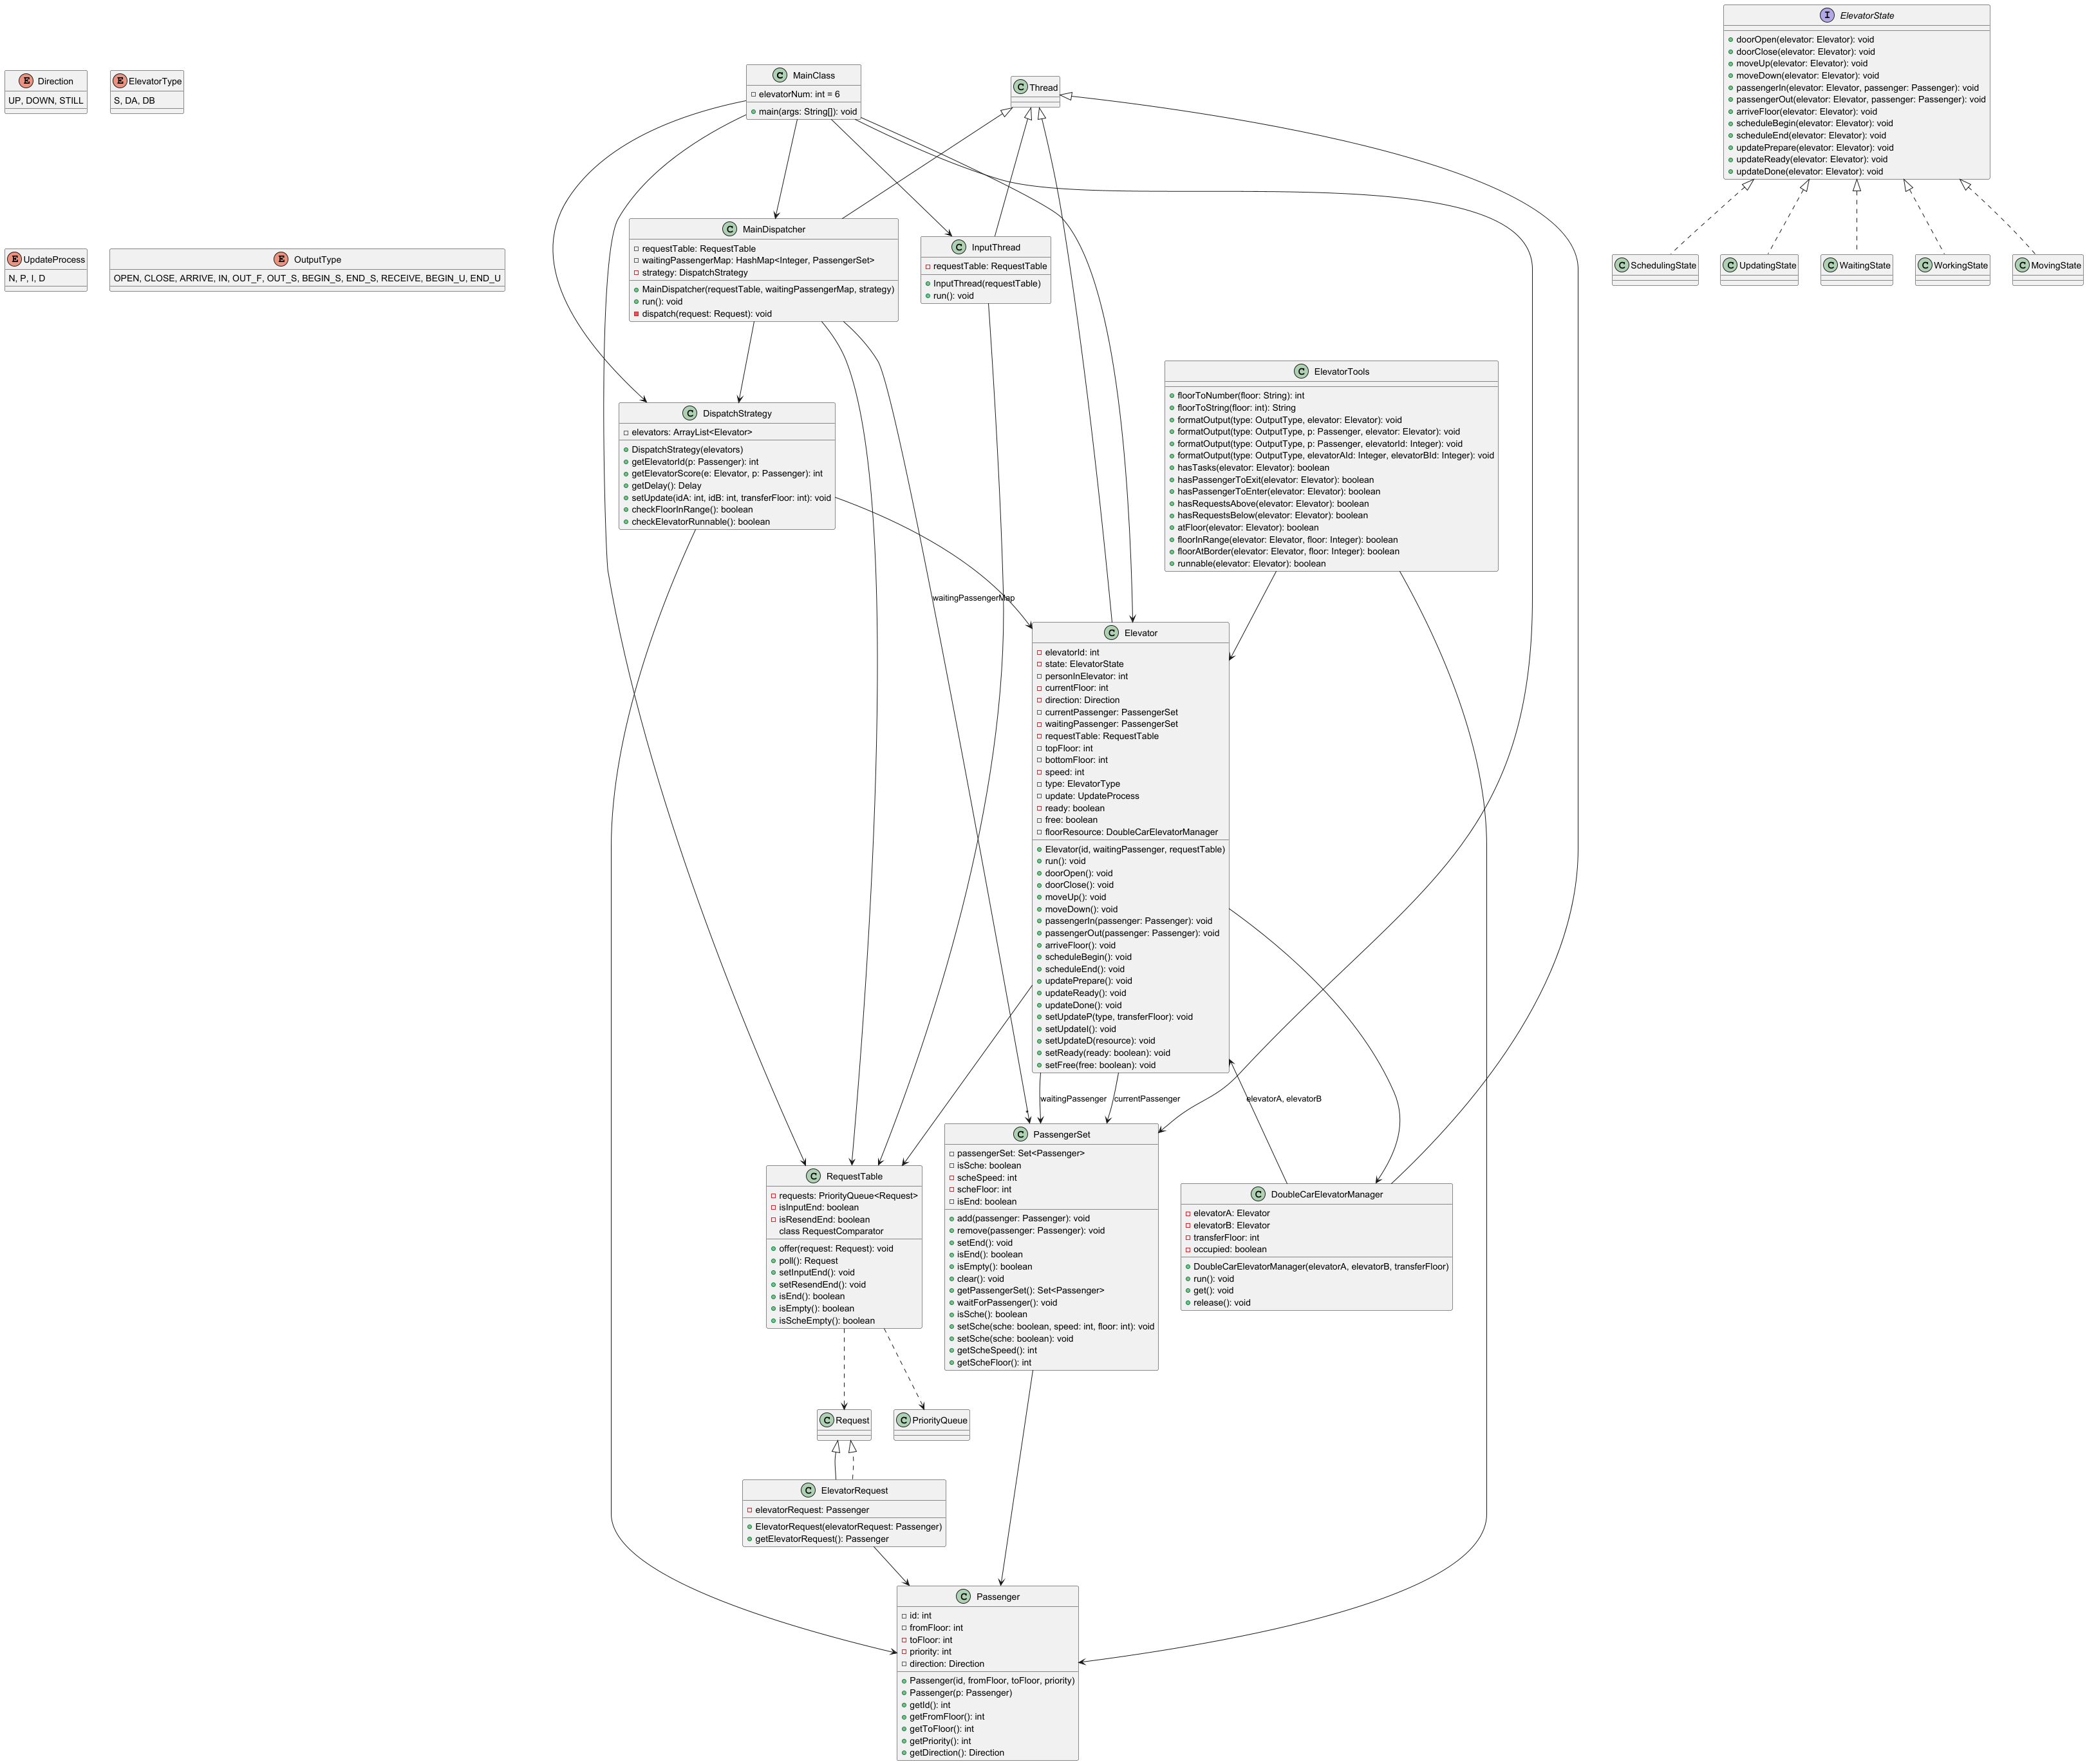 E Direction
UP, DOWN, STILL
E ElevatorType
S, DA, DB
E UpdateProcess
N, P, I, D
E OutputType
OPEN, CLOSE, ARRIVE, IN, OUT_F, OUT_S, BEGIN_S, END_S, RECEIVE, BEGIN_U, END_U
C MainClass
elevatorNum: int = 6
main(args: String[]): void
C Thread
I ElevatorState
doorOpen(elevator: Elevator): void
doorClose(elevator: Elevator): void
moveUp(elevator: Elevator): void
moveDown(elevator: Elevator): void
passengerIn(elevator: Elevator, passenger: Passenger): void
passengerOut(elevator: Elevator, passenger: Passenger): void
arriveFloor(elevator: Elevator): void
scheduleBegin(elevator: Elevator): void
scheduleEnd(elevator: Elevator): void
updatePrepare(elevator: Elevator): void
updateReady(elevator: Elevator): void
updateDone(elevator: Elevator): void
C MainDispatcher
requestTable: RequestTable
waitingPassengerMap: HashMap<Integer, PassengerSet>
strategy: DispatchStrategy
MainDispatcher(requestTable, waitingPassengerMap, strategy)
run(): void
dispatch(request: Request): void
C InputThread
requestTable: RequestTable
InputThread(requestTable)
run(): void
C SchedulingState
C UpdatingState
C WaitingState
C WorkingState
C MovingState
C DispatchStrategy
elevators: ArrayList<Elevator>
DispatchStrategy(elevators)
getElevatorId(p: Passenger): int
getElevatorScore(e: Elevator, p: Passenger): int
getDelay(): Delay
setUpdate(idA: int, idB: int, transferFloor: int): void
checkFloorInRange(): boolean
checkElevatorRunnable(): boolean
C ElevatorTools
floorToNumber(floor: String): int
floorToString(floor: int): String
formatOutput(type: OutputType, elevator: Elevator): void
formatOutput(type: OutputType, p: Passenger, elevator: Elevator): void
formatOutput(type: OutputType, p: Passenger, elevatorId: Integer): void
formatOutput(type: OutputType, elevatorAId: Integer, elevatorBId: Integer): void
hasTasks(elevator: Elevator): boolean
hasPassengerToExit(elevator: Elevator): boolean
hasPassengerToEnter(elevator: Elevator): boolean
hasRequestsAbove(elevator: Elevator): boolean
hasRequestsBelow(elevator: Elevator): boolean
atFloor(elevator: Elevator): boolean
floorInRange(elevator: Elevator, floor: Integer): boolean
floorAtBorder(elevator: Elevator, floor: Integer): boolean
runnable(elevator: Elevator): boolean
waitingPassengerMap
C Elevator
elevatorId: int
state: ElevatorState
personInElevator: int
currentFloor: int
direction: Direction
currentPassenger: PassengerSet
waitingPassenger: PassengerSet
requestTable: RequestTable
topFloor: int
bottomFloor: int
speed: int
type: ElevatorType
update: UpdateProcess
ready: boolean
free: boolean
floorResource: DoubleCarElevatorManager
Elevator(id, waitingPassenger, requestTable)
run(): void
doorOpen(): void
doorClose(): void
moveUp(): void
moveDown(): void
passengerIn(passenger: Passenger): void
passengerOut(passenger: Passenger): void
arriveFloor(): void
scheduleBegin(): void
scheduleEnd(): void
updatePrepare(): void
updateReady(): void
updateDone(): void
setUpdateP(type, transferFloor): void
setUpdateI(): void
setUpdateD(resource): void
setReady(ready: boolean): void
setFree(free: boolean): void
*
waitingPassenger
currentPassenger
elevatorA, elevatorB
C RequestTable
requests: PriorityQueue<Request>
isInputEnd: boolean
isResendEnd: boolean
class RequestComparator
offer(request: Request): void
poll(): Request
setInputEnd(): void
setResendEnd(): void
isEnd(): boolean
isEmpty(): boolean
isScheEmpty(): boolean
C PassengerSet
passengerSet: Set<Passenger>
isSche: boolean
scheSpeed: int
scheFloor: int
isEnd: boolean
add(passenger: Passenger): void
remove(passenger: Passenger): void
setEnd(): void
isEnd(): boolean
isEmpty(): boolean
clear(): void
getPassengerSet(): Set<Passenger>
waitForPassenger(): void
isSche(): boolean
setSche(sche: boolean, speed: int, floor: int): void
setSche(sche: boolean): void
getScheSpeed(): int
getScheFloor(): int
C DoubleCarElevatorManager
elevatorA: Elevator
elevatorB: Elevator
transferFloor: int
occupied: boolean
DoubleCarElevatorManager(elevatorA, elevatorB, transferFloor)
run(): void
get(): void
release(): void
C Request
C PriorityQueue
C ElevatorRequest
elevatorRequest: Passenger
ElevatorRequest(elevatorRequest: Passenger)
getElevatorRequest(): Passenger
C Passenger
id: int
fromFloor: int
toFloor: int
priority: int
direction: Direction
Passenger(id, fromFloor, toFloor, priority)
Passenger(p: Passenger)
getId(): int
getFromFloor(): int
getToFloor(): int
getPriority(): int
getDirection(): Direction